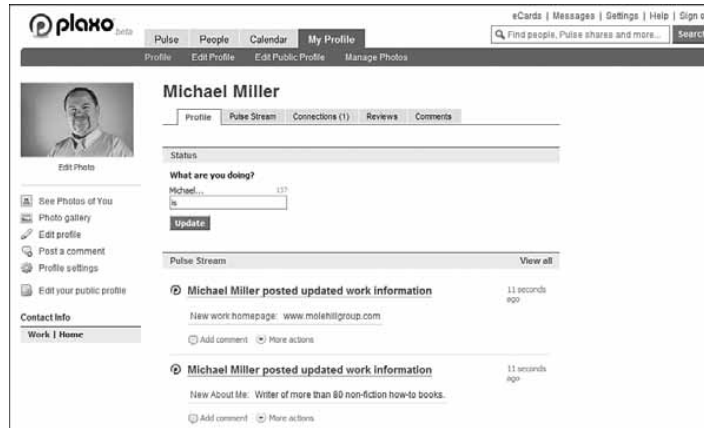 eCards | Messages | Settings | Help | Sign
plaxo beta
Pulse People Calendar My Profile
Find people, Pulse shares and more... Search
Profile Edit Profile Edit Public Profile Manage Photos
Michael Miller
Profile Pulse Stream Connections (1) Reviews Comments
Edit Photo
Status
What are you doing?
Michael... 137
is
Update
See Photos of You
Photo gallery
Edit profile
Post a comment
Profile settings
Edit your public profile
Contact Info
Work | Home
Pulse Stream View all
Michael Miller posted updated work information 11 seconds
ago
New work homepage: www.molehillgroup.com
Add comment More actions
Michael Miller posted updated work information 11 seconds
ago
New About Me: Writer of more than 80 non-fiction how-to books.
Add comment More actions